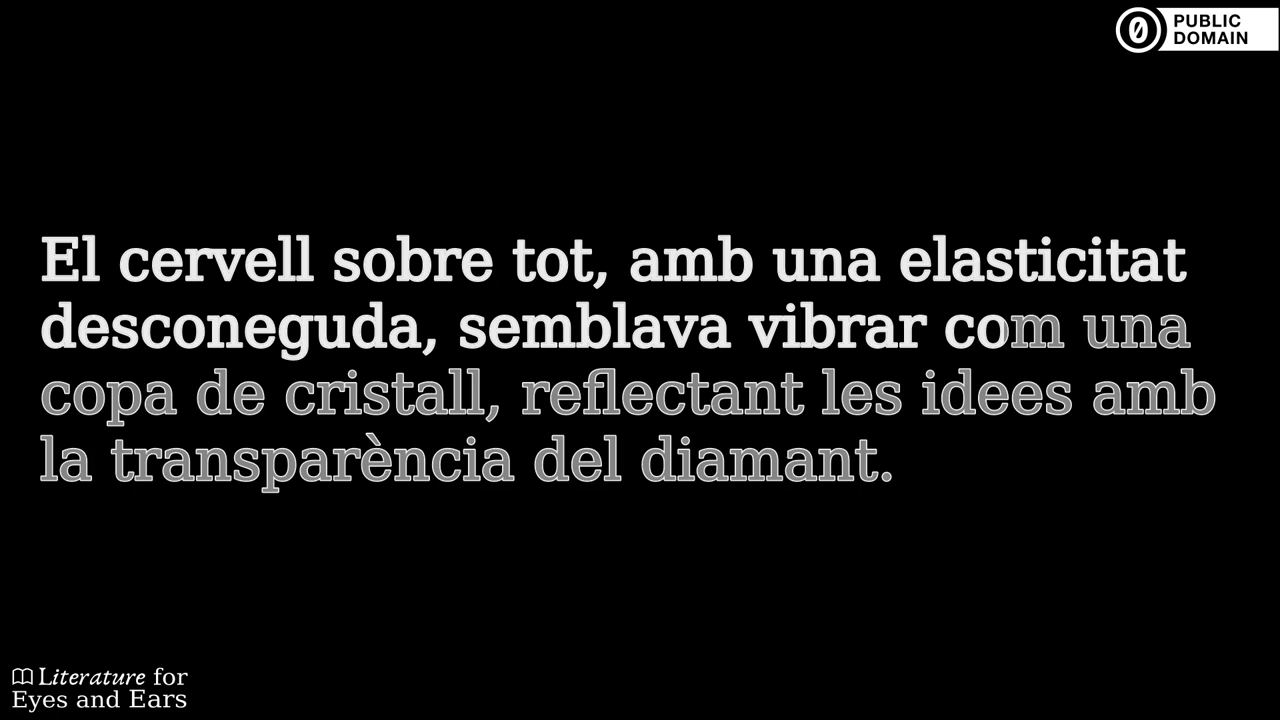 PUBLIC
DOMAIN
El cervell sobre tot, amb una elasticitat
desconeguda, semblava vibrar com una
copa de cristall, reflectant les idees amb
la transparència del diamant.
Literature for
Eyes and Ears